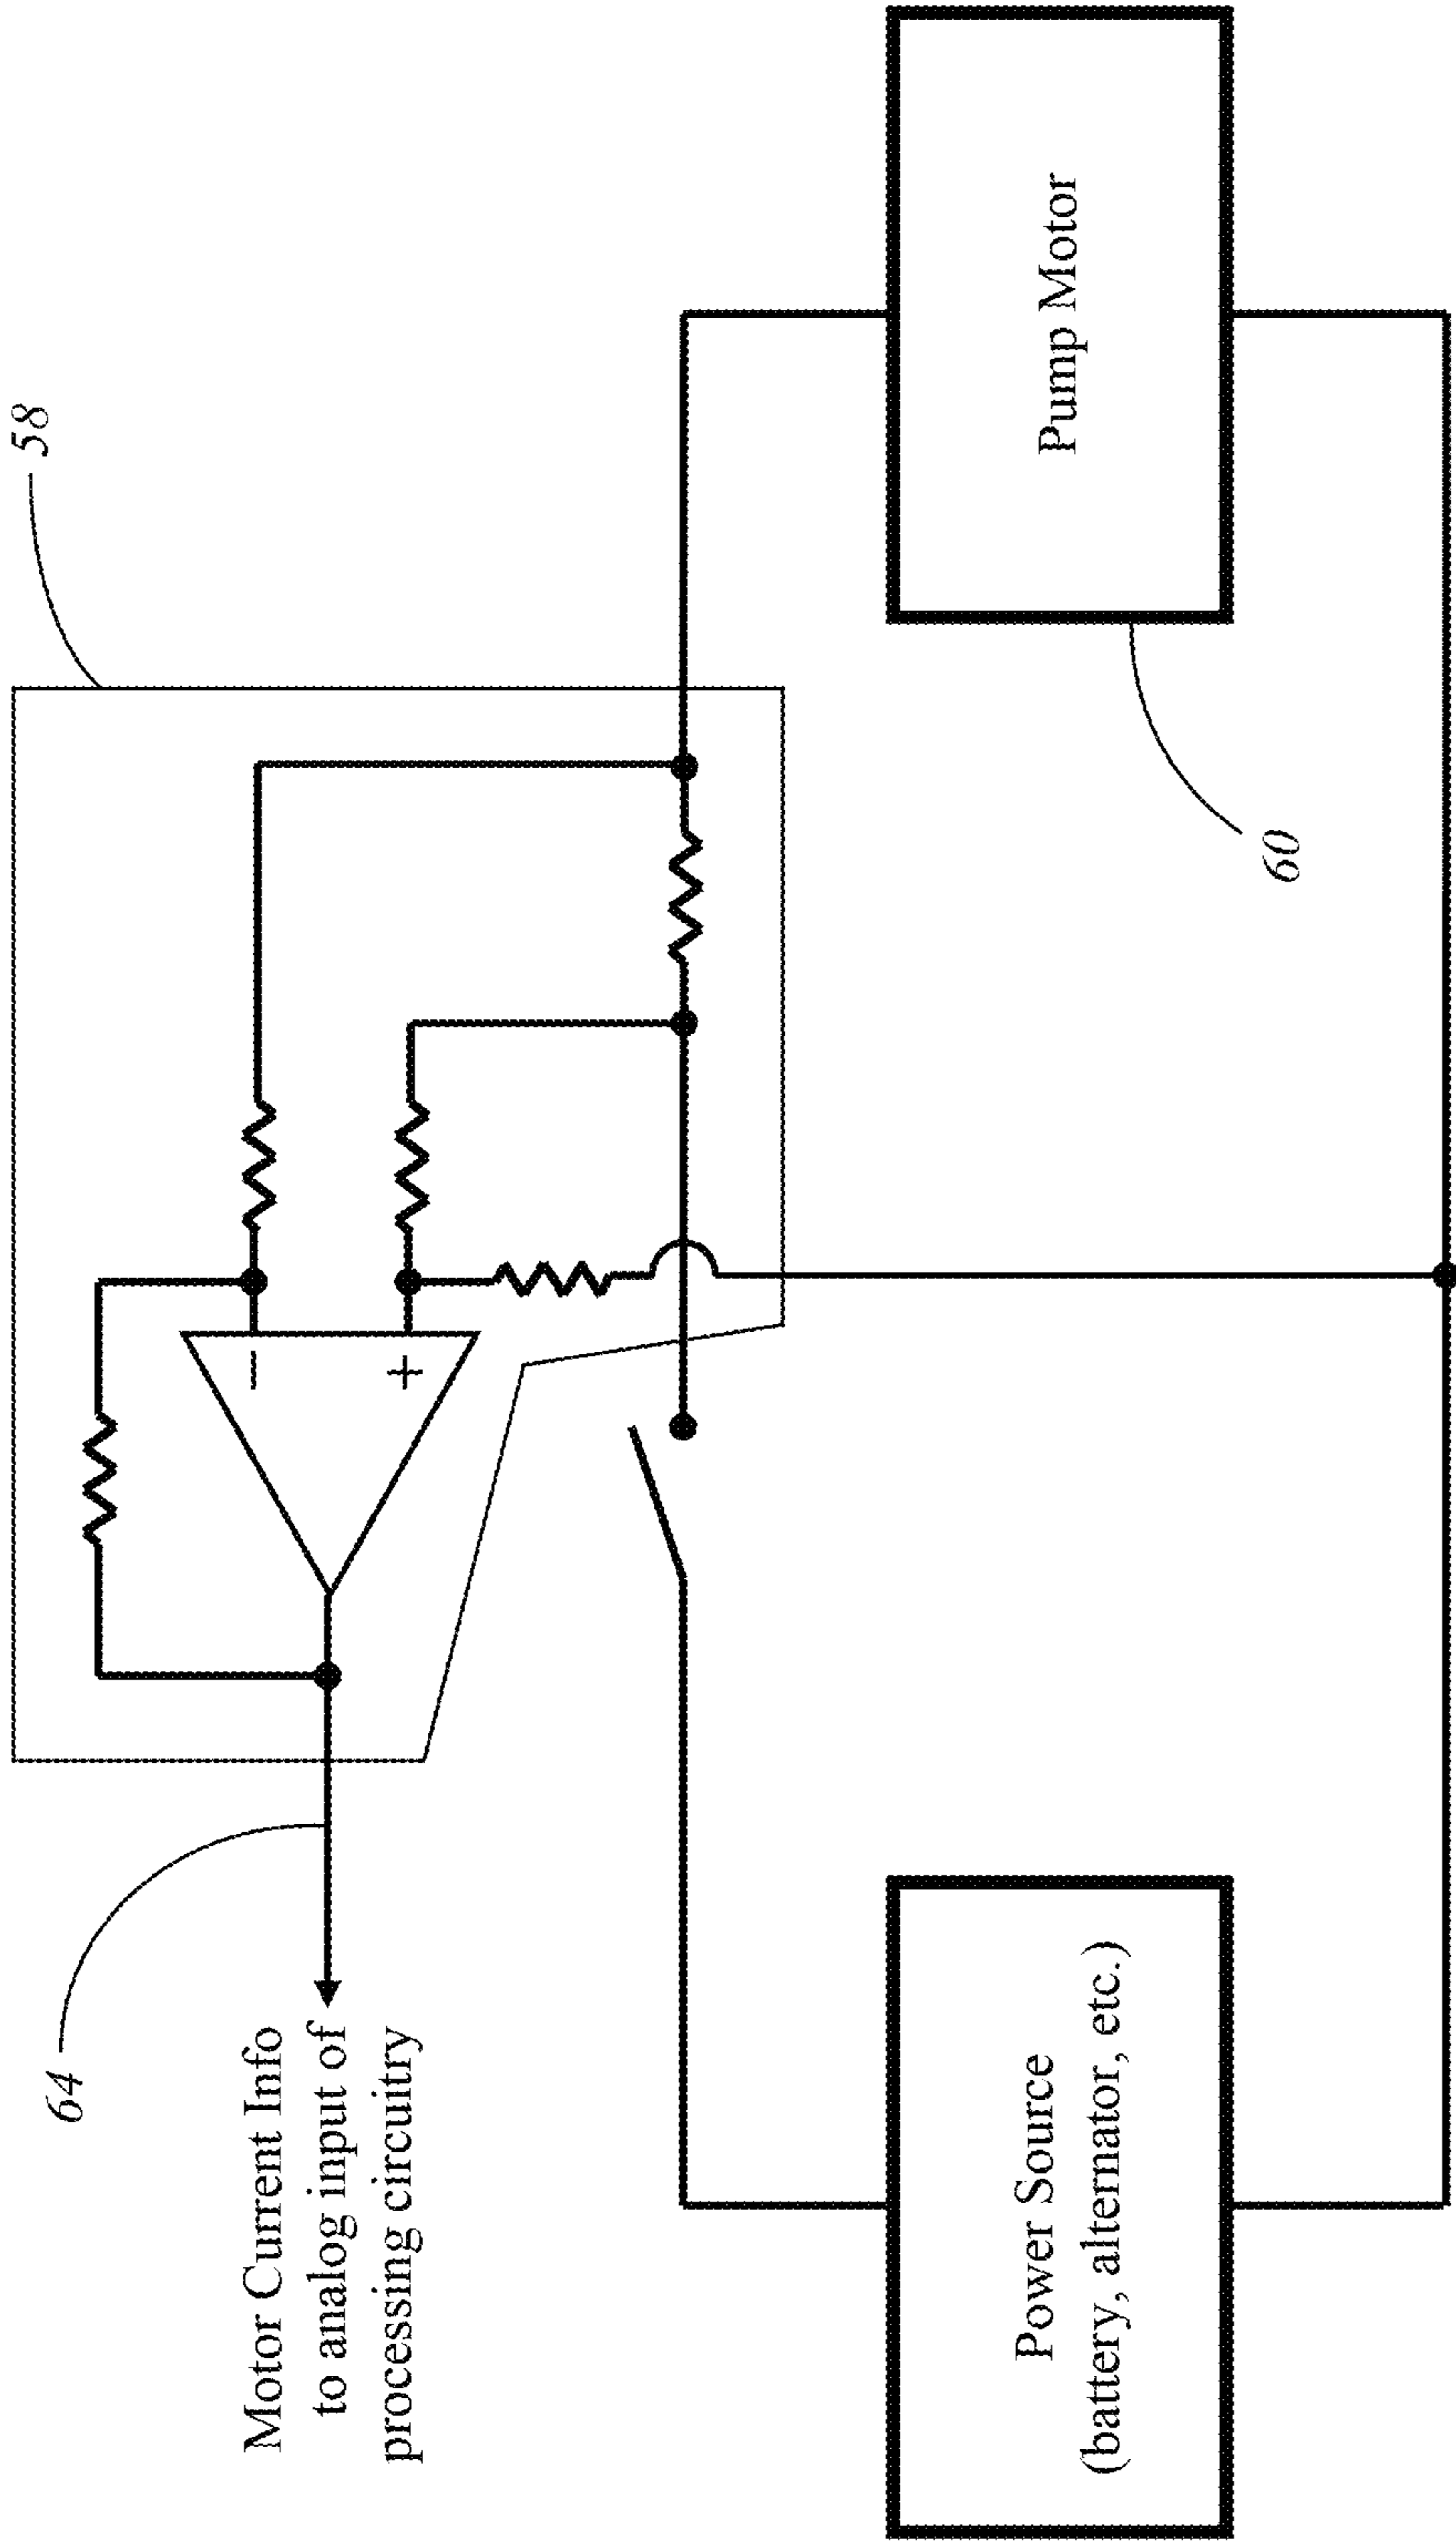 58
64
Motor Current Info
to analog input of
processing circuitry
−
+
Power Source
(battery, alternator, etc.)
Pump Motor
60